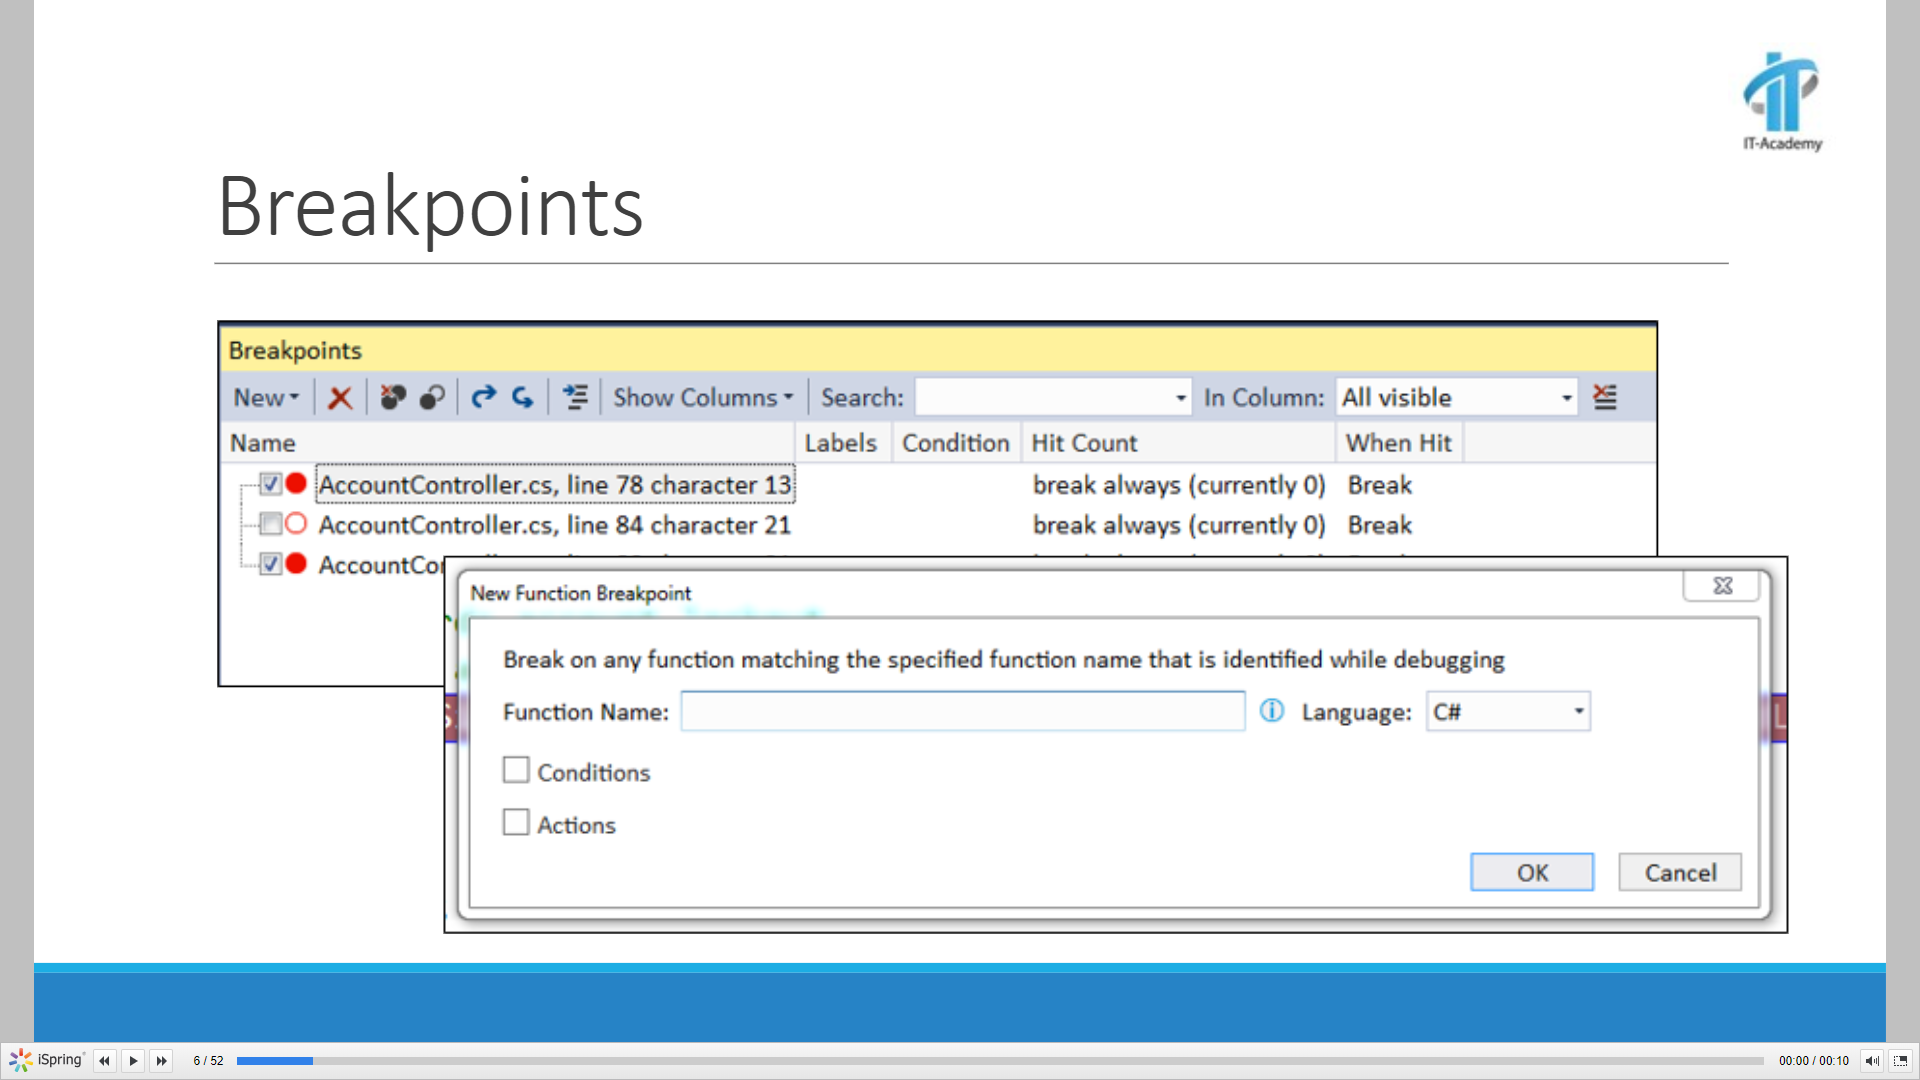 IT-Academy
Breakpoints
Breakpoints
New Show Columns Search: In Column: All visible
Name Labels Condition Hit Count When Hit
AccountController.cs, line 78 character 13 break always (currently 0) Break
AccountController.cs, line 84 character 21 break always (currently 0) Break
AccountCo
New Function Breakpoint
Break on any function matching the specified function name that is identified while debugging
Function Name: Language: C#
Conditions
Actions
OK Cancel
iSpring 6 / 52 00:00 / 00:10